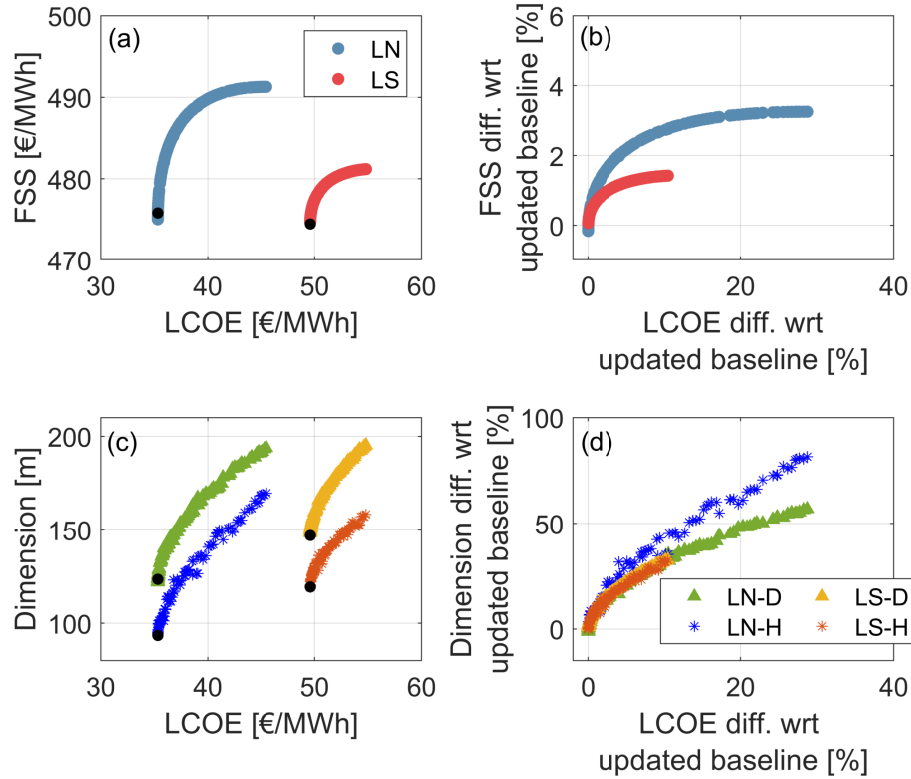 (a)
LN
LS
500
490
480
470
FSS [€/MWh]
30
40
50
60
LCOE [€/MWh]
(b)
6
4
2
0
FSS diff. wrt
updated baseline [%]
0
20
40
LCOE diff. wrt
updated baseline [%]
(c)
200
150
100
Dimension [m]
30
40
50
60
LCOE [€/MWh]
(d)
100
50
0
Dimension diff. wrt
updated baseline [%]
LN-D
LS-D
LN-H
LS-H
0
20
40
LCOE diff. wrt
updated baseline [%]